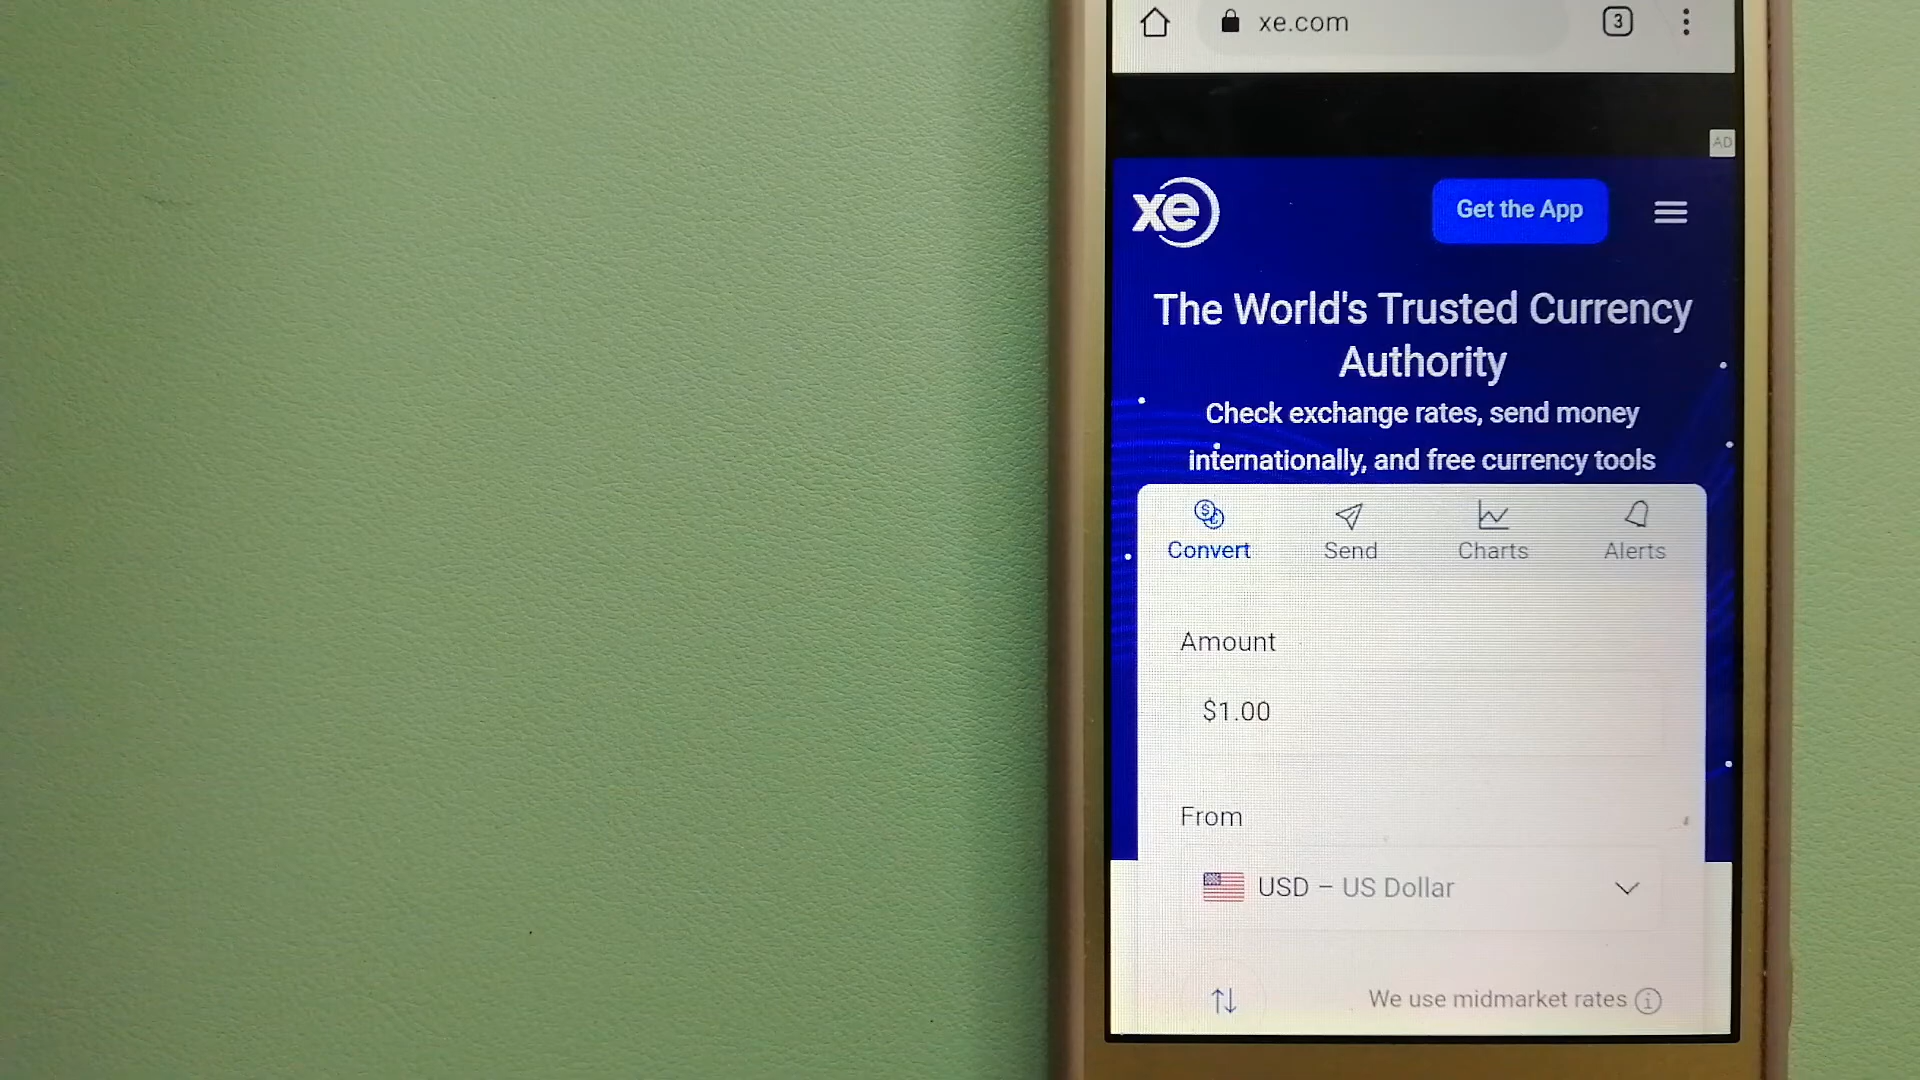 xe.com
3
AD
xe
Get the App
The World's Trusted Currency
Authority
Check exchange rates, send money
internationally, and free currency tools
Convert
Send
Charts
Alerts
Amount
$1.00
From
USD – US Dollar
We use midmarket rates